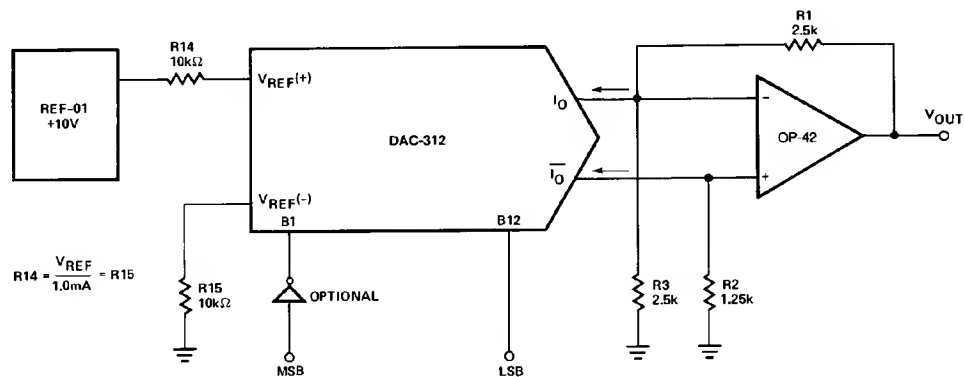 REF-01
+10V
R14
10kΩ
VREF(+)
DAC-312
IO
IO
VREF(-)
B1
B12
R14 = VREF / 1.0mA = R15
R15
10kΩ
OPTIONAL
MSB
LSB
R1
2.5k
−
+
OP-42
VOUT
R3
2.5k
R2
1.25k